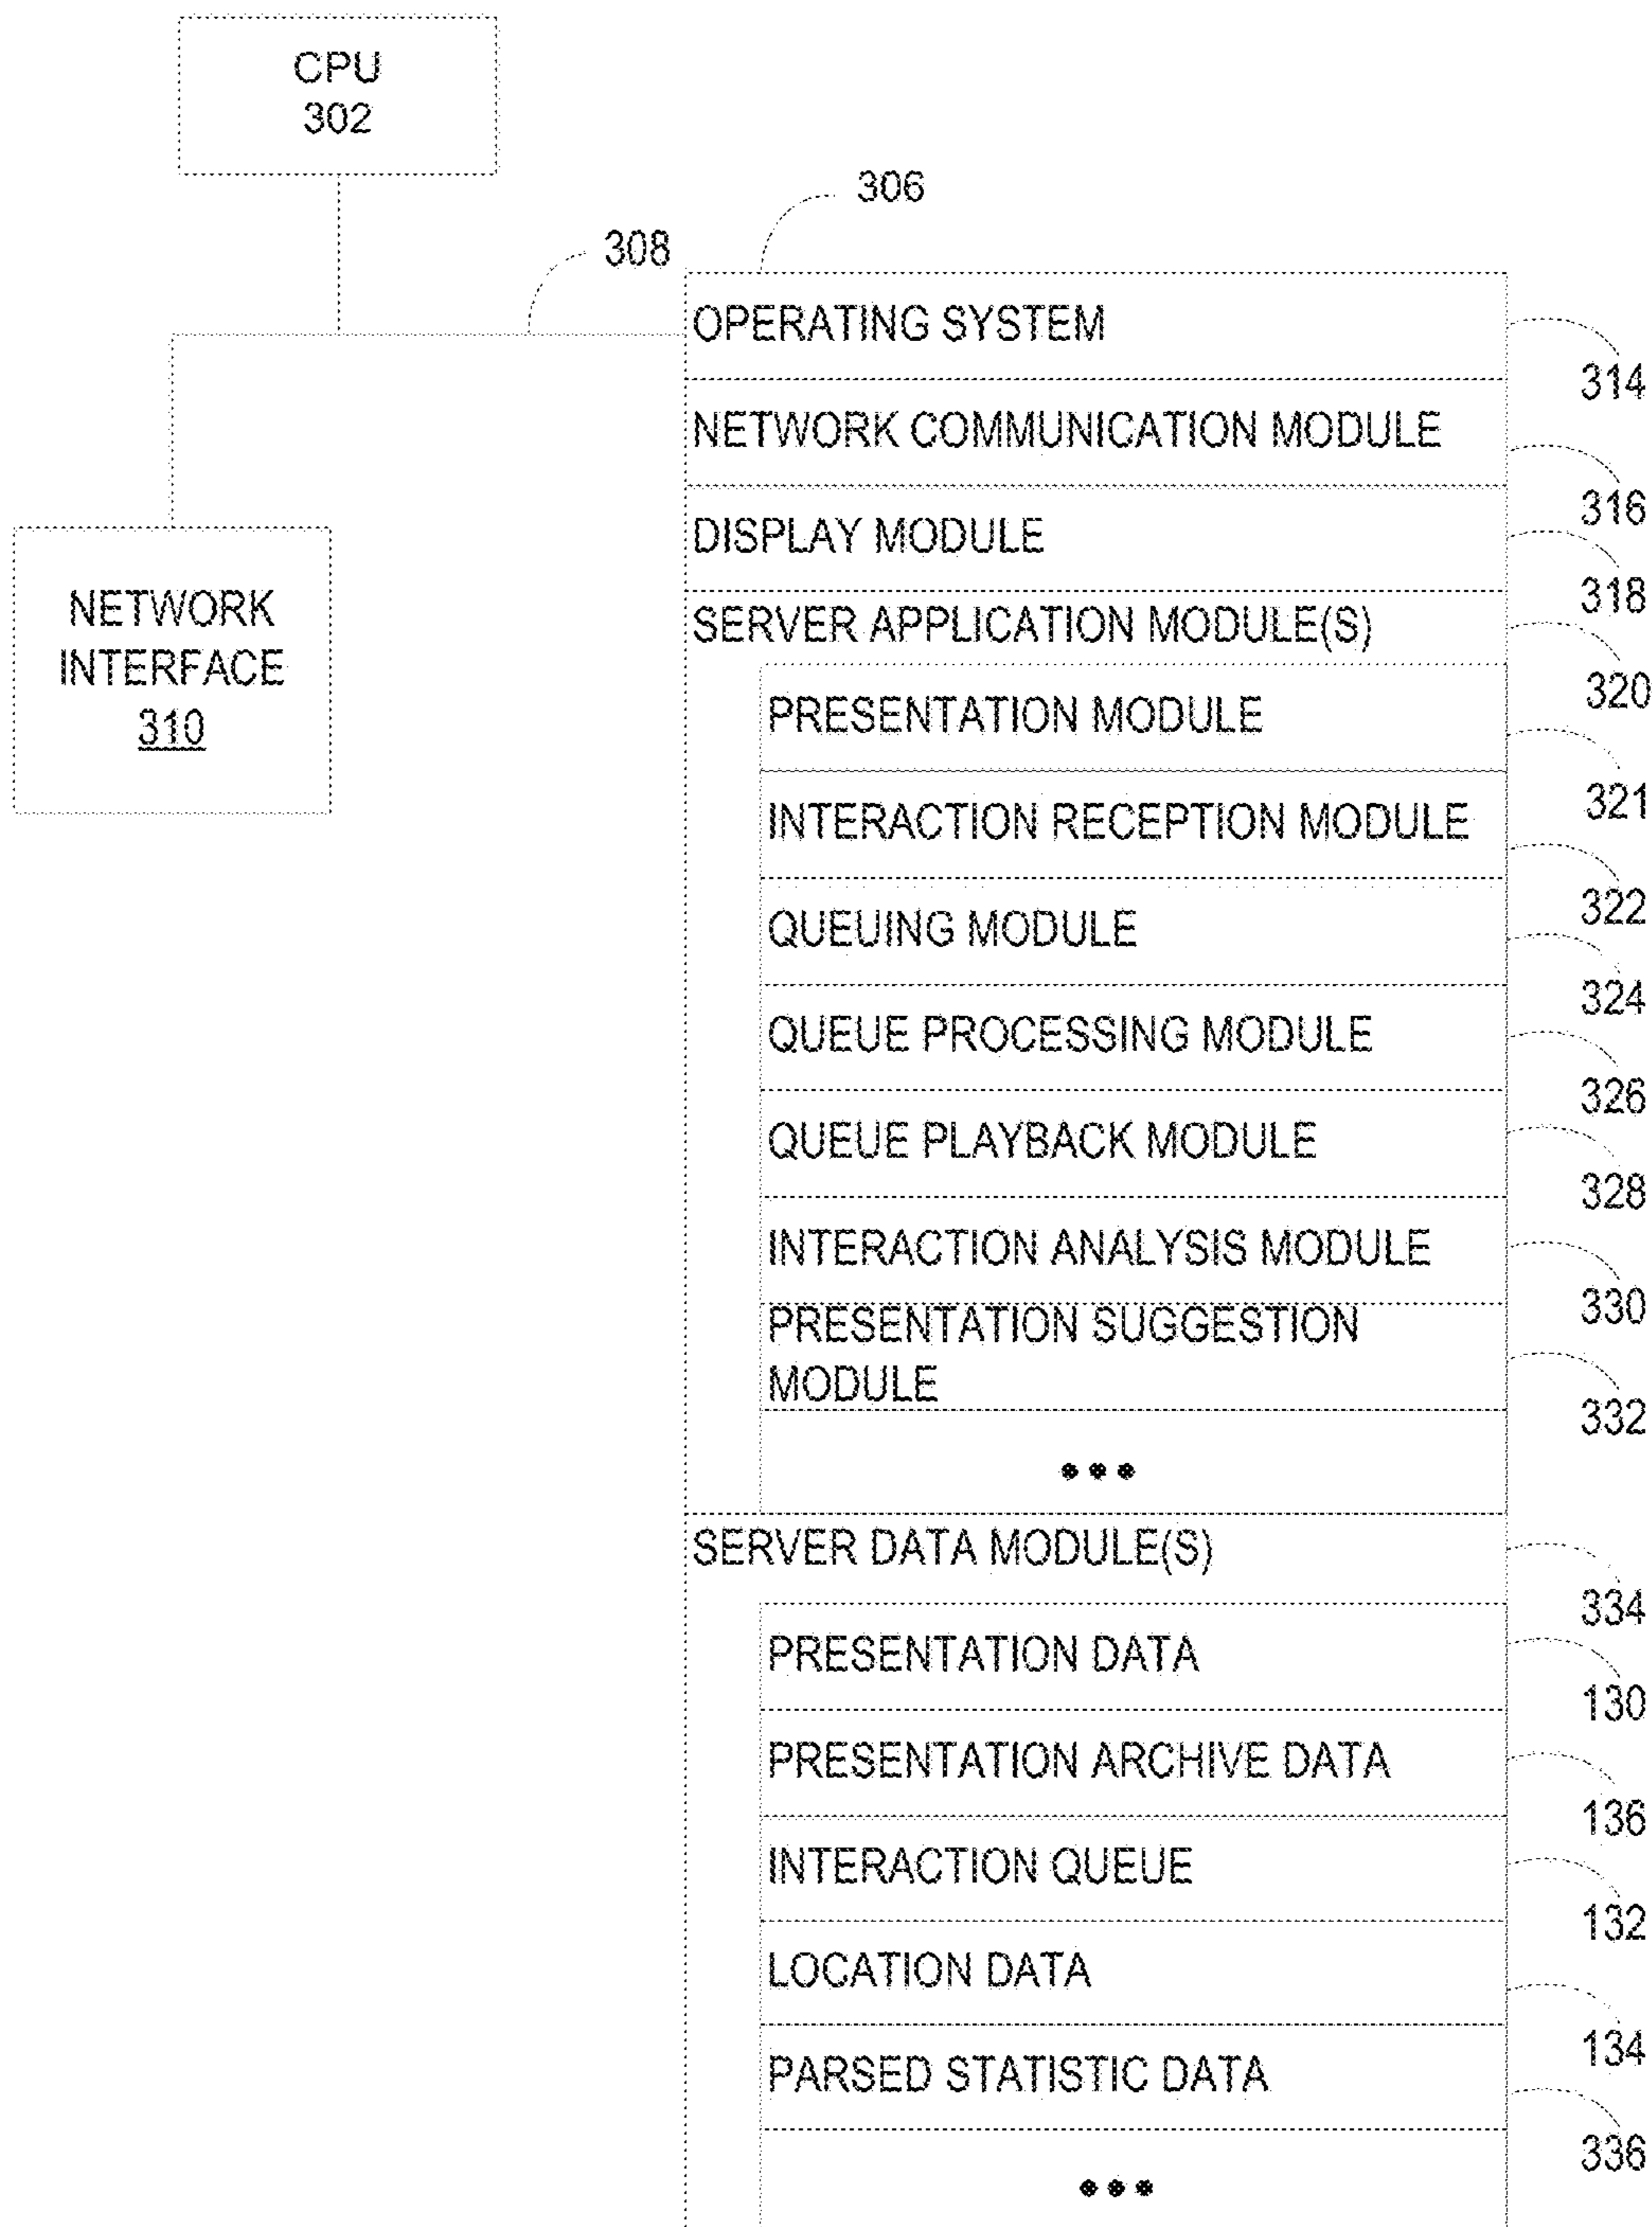 CPU
302
306
308
OPERATING SYSTEM
314
NETWORK COMMUNICATION MODULE
316
DISPLAY MODULE
318
NETWORK
INTERFACE
310
SERVER APPLICATION MODULE(S)
320
PRESENTATION MODULE
321
INTERACTION RECEPTION MODULE
322
QUEUING MODULE
324
QUEUE PROCESSING MODULE
326
QUEUE PLAYBACK MODULE
328
INTERACTION ANALYSIS MODULE
330
PRESENTATION SUGGESTION
MODULE
332
•••
SERVER DATA MODULE(S)
334
PRESENTATION DATA
130
PRESENTATION ARCHIVE DATA
136
INTERACTION QUEUE
132
LOCATION DATA
134
PARSED STATISTIC DATA
336
•••